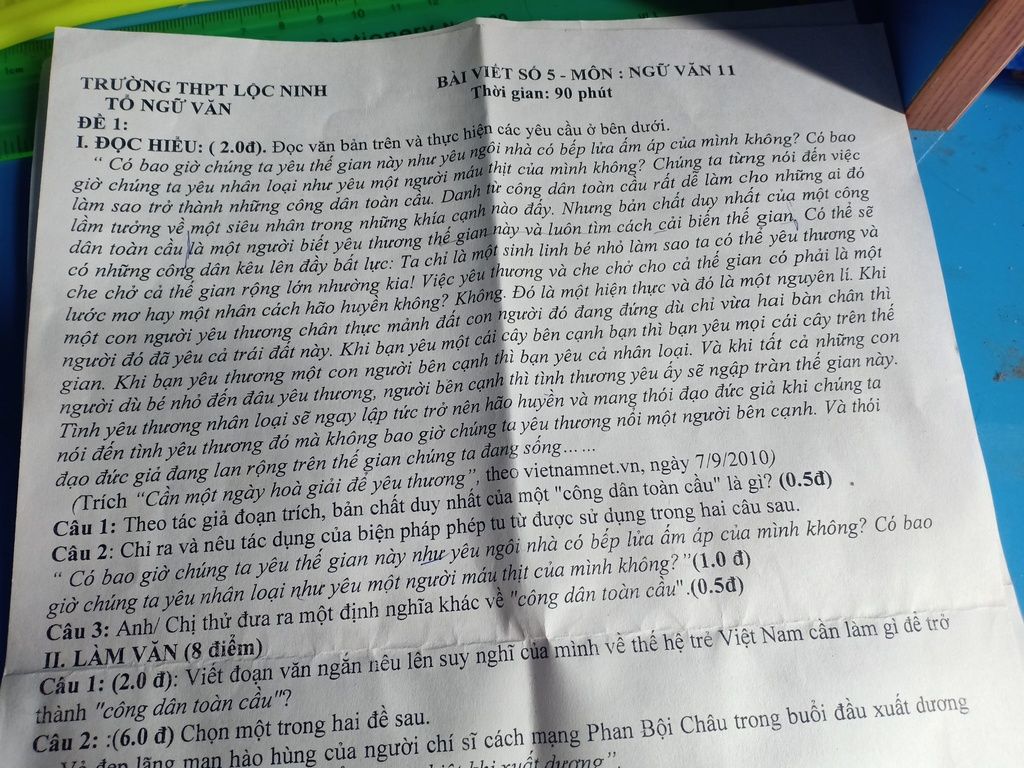 TRƯỜNG THPT LỘC NINH
BÀI VIẾT SỐ 5 - MÔN : NGỮ VĂN 11
TỔ NGỮ VĂN
Thời gian: 90 phút
ĐỀ 1:
I. ĐỌC HIỂU: ( 2.0đ). Đọc văn bản trên và thực hiện các yêu cầu ở bên dưới.
“ Có bao giờ chúng ta yêu thế gian này như yêu ngôi nhà có bếp lửa ấm áp của mình không? Có bao
giờ chúng ta yêu nhân loại như yêu một người máu thịt của mình không? Chúng ta từng nói đến việc
làm sao trở thành những công dân toàn cầu. Danh từ công dân toàn cầu rất dễ làm cho những ai đó
lầm tưởng về một siêu nhân trong những khía cạnh nào đấy. Nhưng bản chất duy nhất của một công
dân toàn cầu là một người biết yêu thương thế gian này và luôn tìm cách cải biến thế gian. Có thể sẽ
có những công dân kêu lên đầy bất lực: Ta chỉ là một sinh linh bé nhỏ làm sao ta có thể yêu thương và
che chở cả thế gian rộng lớn nhường kia! Việc yêu thương và che chở cho cả thế gian có phải là một
lước mơ hay một nhân cách hão huyền không? Không. Đó là một hiện thực và đó là một nguyên lí. Khi
một con người yêu thương chân thực mảnh đất con người đó đang đứng dù chỉ vừa hai bàn chân thì
người đó đã yêu cả trái đất này. Khi bạn yêu một cái cây bên cạnh bạn thì bạn yêu mọi cái cây trên thế
gian. Khi bạn yêu thương một con người bên cạnh thì bạn yêu cả nhân loại. Và khi tất cả những con
người dù bé nhỏ đến đâu yêu thương, người bên cạnh thì tình thương yêu ấy sẽ ngập tràn thế gian này.
Tình yêu thương nhân loại sẽ ngay lập tức trở nên hão huyền và mang thói đạo đức giả khi chúng ta
nói đến tình yêu thương đó mà không bao giờ chúng ta yêu thương nổi một người bên cạnh. Và thói
đạo đức giả đang lan rộng trên thế gian chúng ta đang sống... ...
(Trích “Cần một ngày hoà giải để yêu thương”, theo vietnamnet.vn, ngày 7/9/2010)
Câu 1: Theo tác giả đoạn trích, bản chất duy nhất của một "công dân toàn cầu" là gì? (0.5đ)
Câu 2: Chỉ ra và nêu tác dụng của biện pháp phép tu từ được sử dụng trong hai câu sau.
“ Có bao giờ chúng ta yêu thế gian này như yêu ngôi nhà có bếp lửa ấm áp của mình không? Có bao
giờ chúng ta yêu nhân loại như yêu một người máu thịt của mình không? ”(1.0 đ)
Câu 3: Anh/ Chị thử đưa ra một định nghĩa khác về "công dân toàn cầu".(0.5đ)
II. LÀM VĂN (8 điểm)
Câu 1: (2.0 đ): Viết đoạn văn ngắn nêu lên suy nghĩ của mình về thế hệ trẻ Việt Nam cần làm gì để trở
thành "công dân toàn cầu"?
Câu 2: :(6.0 đ) Chọn một trong hai đề sau.
Vẻ đẹp lãng mạn hào hùng của người chí sĩ cách mạng Phan Bội Châu trong buổi đầu xuất dương
khi xuất dương”.